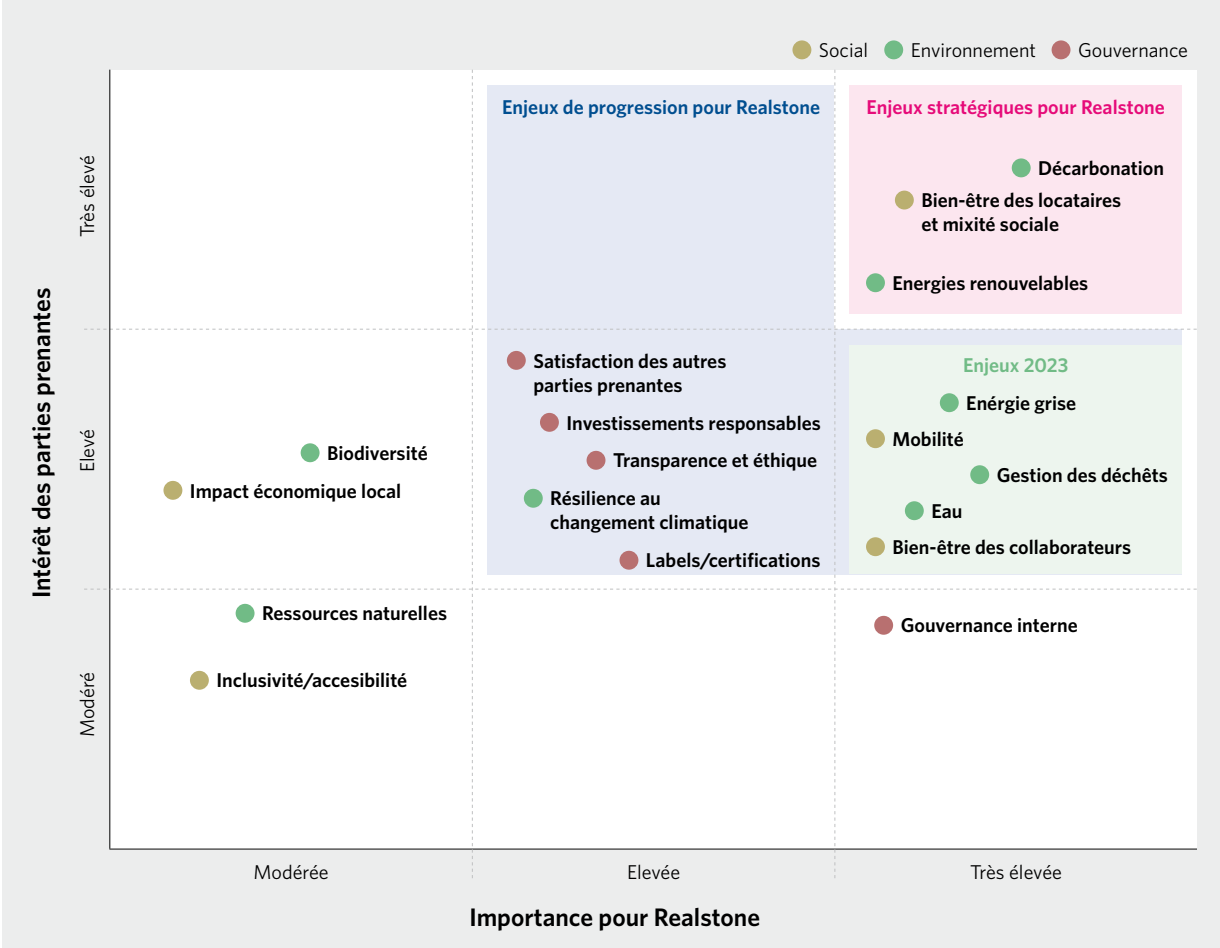 Social
Environnement
Gouvernance
Enjeux de progression pour Realstone
Enjeux stratégiques pour Realstone
Décarbonation
Bien-être des locataires
et mixité sociale
Energies renouvelables
Satisfaction des autres
parties prenantes
Investissements responsables
Transparence et éthique
Résilience au
changement climatique
Labels/certifications
Enjeux 2023
Enérgie grise
Mobilité
Gestion des déchêts
Eau
Bien-être des collaborateurs
Biodiversité
Impact économique local
Ressources naturelles
Inclusivité/accesibilité
Gouvernance interne
Intérêt des parties prenantes
Très élevé
Elevé
Modéré
Modérée
Elevée
Très élevée
Importance pour Realstone